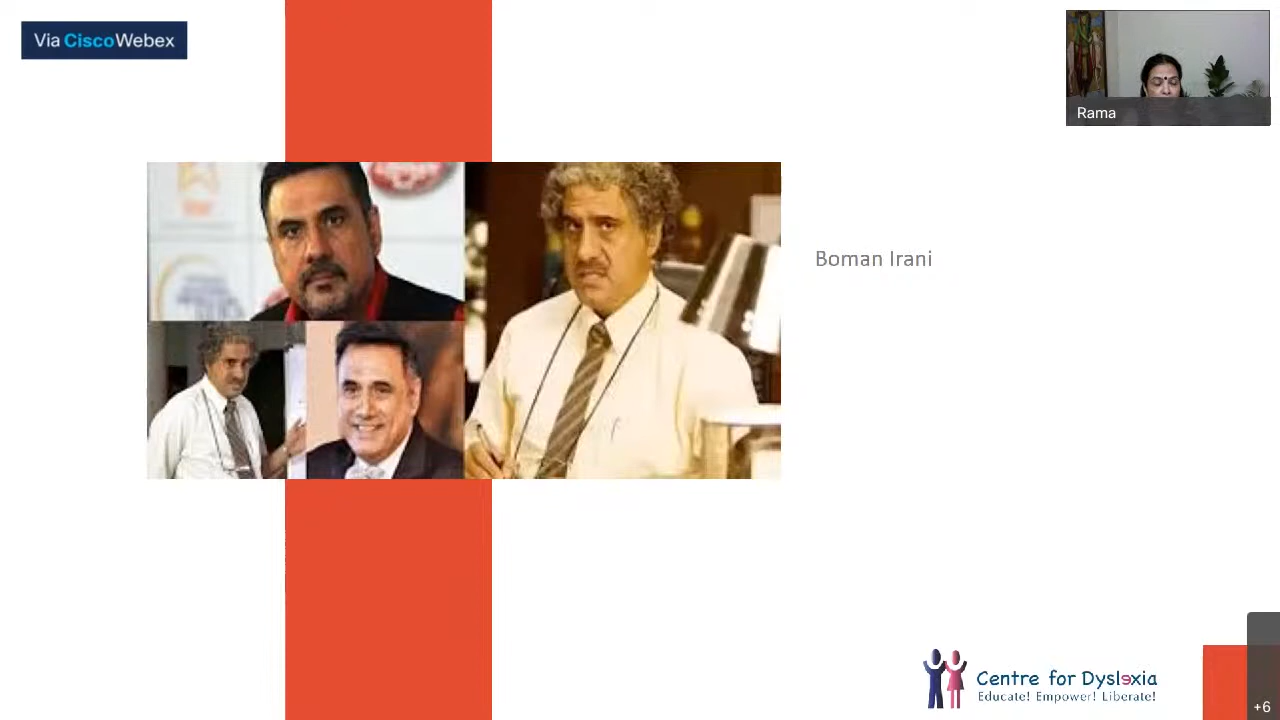 Via CiscoWebex
Rama
Boman Irani
Centre for Dyslexia
Educate! Empower! Liberate!
+6